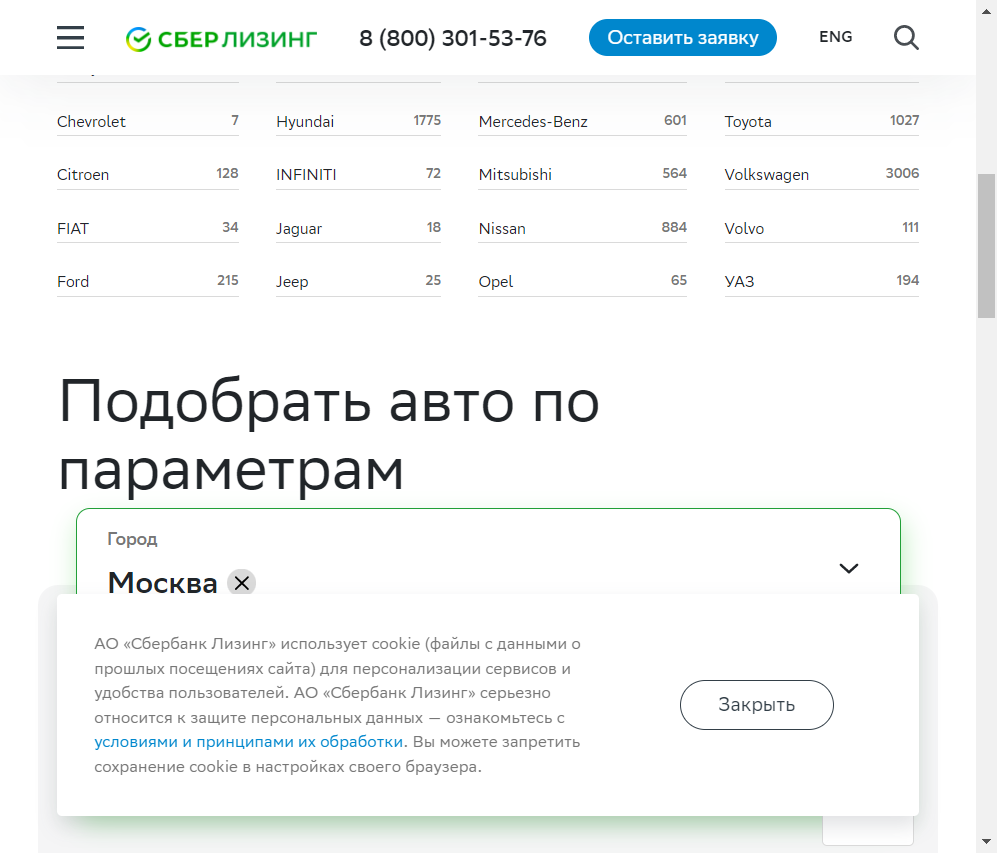 СБЕР ЛИЗИНГ 8 (800) 301-53-76 Оставить заявку ENG
Chevrolet 7 Hyundai 1775 Mercedes-Benz 601 Toyota 1027
Citroen 128 INFINITI 72 Mitsubishi 564 Volkswagen 3006
FIAT 34 Jaguar 18 Nissan 884 Volvo 111
Ford 215 Jeep 25 Opel 65 УАЗ 194
Подобрать авто по
параметрам
Город
Москва
АО «Сбербанк Лизинг» использует cookie (файлы с данными о
прошлых посещениях сайта) для персонализации сервисов и
удобства пользователей. АО «Сбербанк Лизинг» серьезно
относится к защите персональных данных — ознакомьтесь с
условиями и принципами их обработки. Вы можете запретить
сохранение cookie в настройках своего браузера.
Закрыть